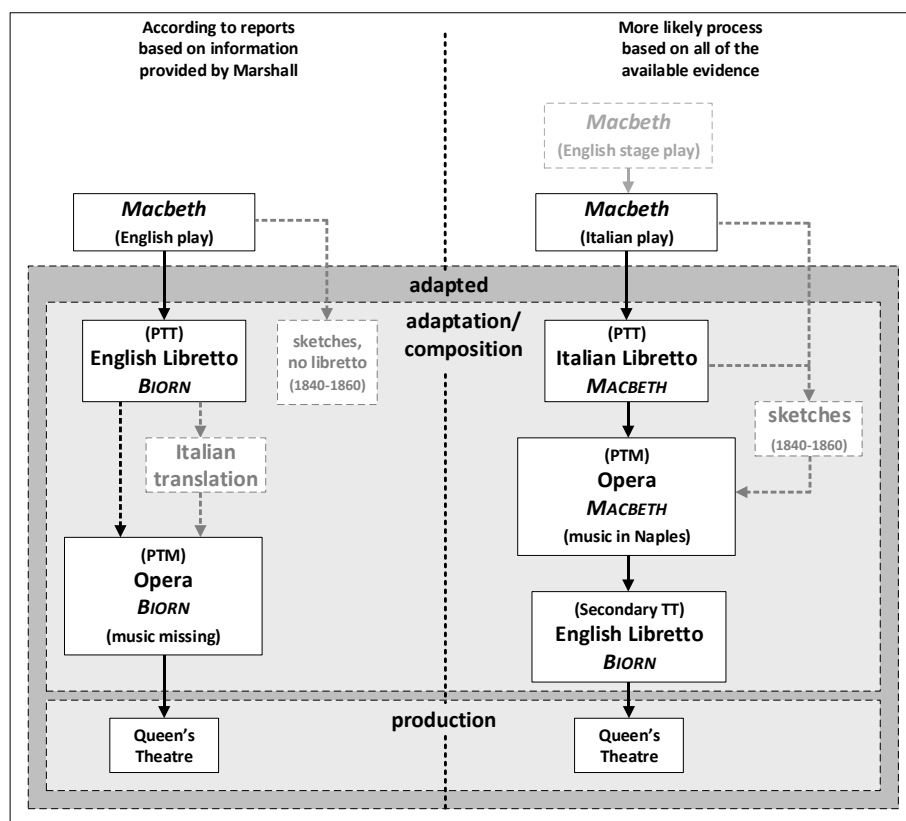 According to reports
based on information
provided by Marshall
More likely process
based on all of the
available evidence
Macbeth
(English stage play)
Macbeth
(English play)
Macbeth
(Italian play)
adapted
adaptation/
composition
(PTT)
English Libretto
BIORN
sketches,
no libretto
(1840-1860)
(PTT)
Italian Libretto
MACBETH
Italian
translation
sketches
(1840-1860)
(PTM)
Opera
MACBETH
(music in Naples)
(PTM)
Opera
BIORN
(music missing)
(Secondary TT)
English Libretto
BIORN
production
Queen's
Theatre
Queen's
Theatre